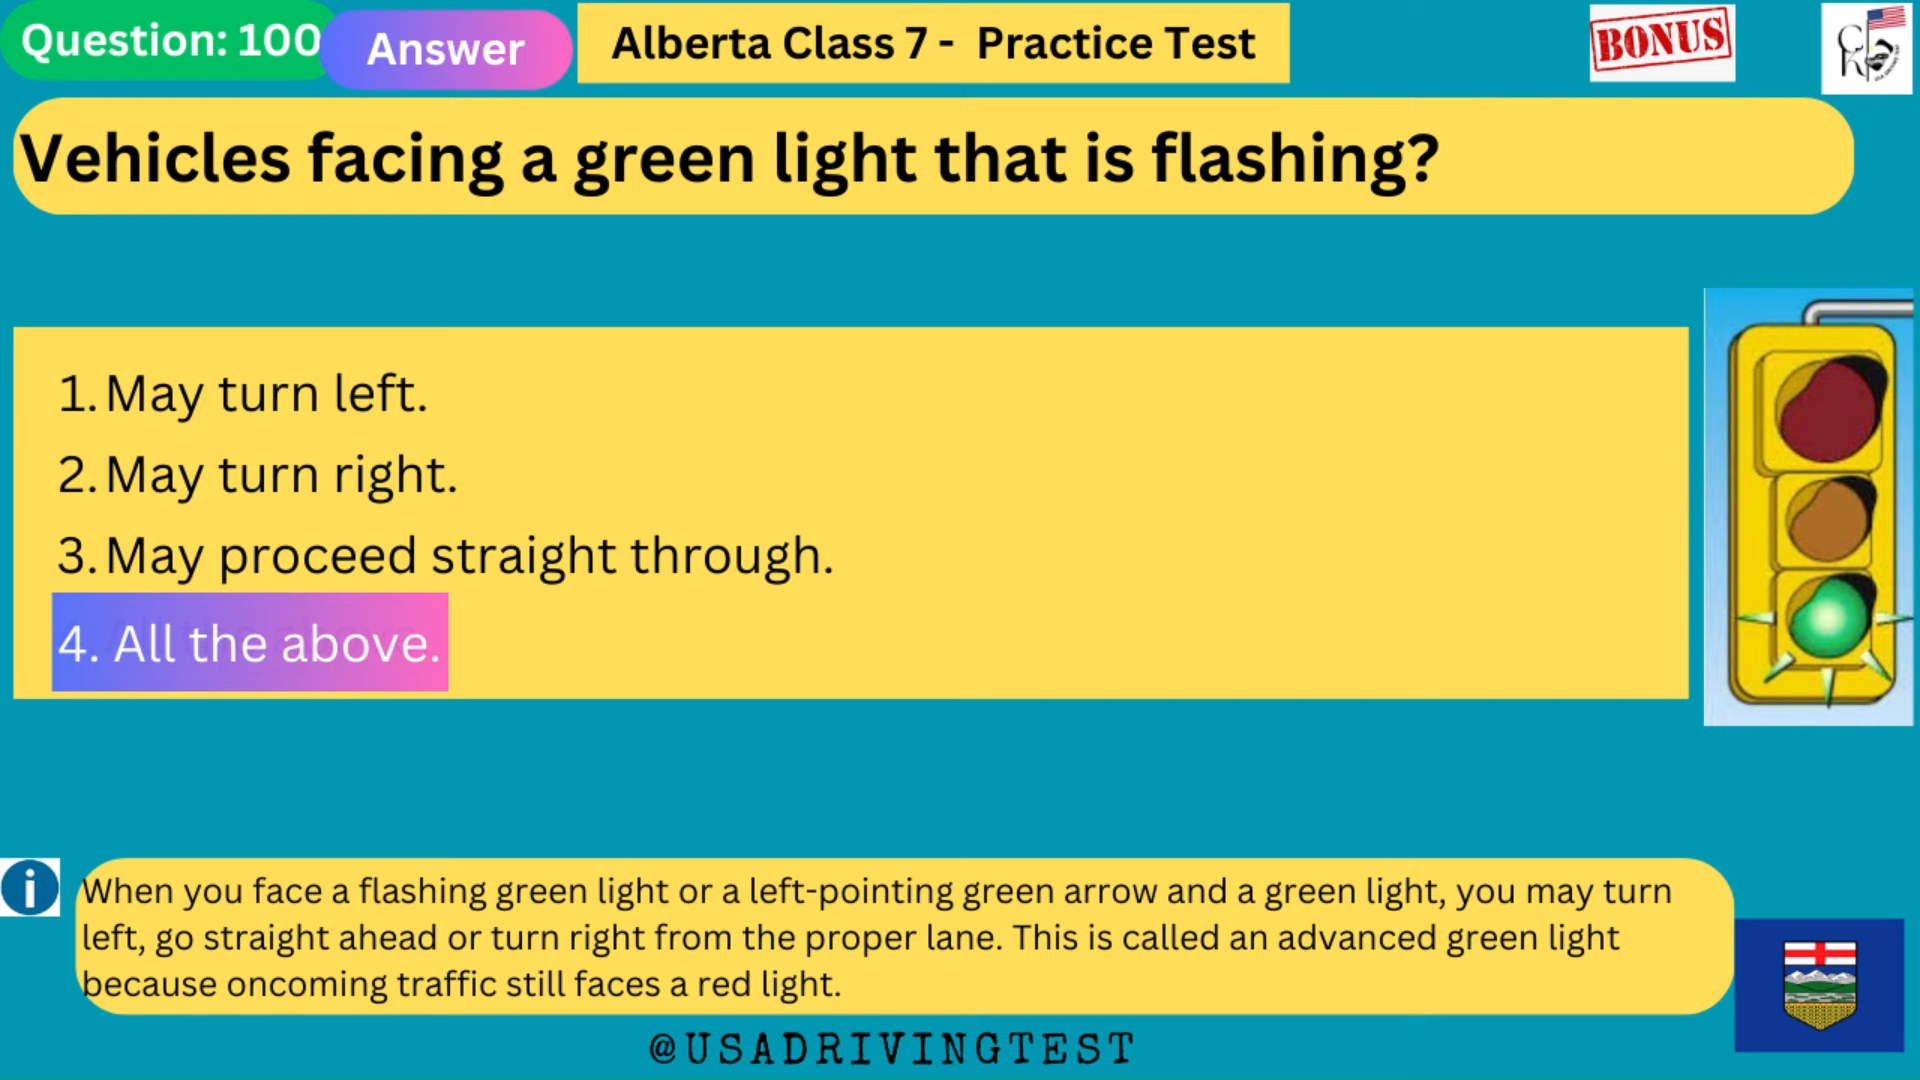 Question: 100
Answer
Alberta Class 7 - Practice Test
BONUS
Vehicles facing a green light that is flashing?
1. May turn left.
2. May turn right.
3. May proceed straight through.
4. All the above.
i
When you face a flashing green light or a left-pointing green arrow and a green light, you may turn
left, go straight ahead or turn right from the proper lane. This is called an advanced green light
because oncoming traffic still faces a red light.
@USADRIVINGTEST